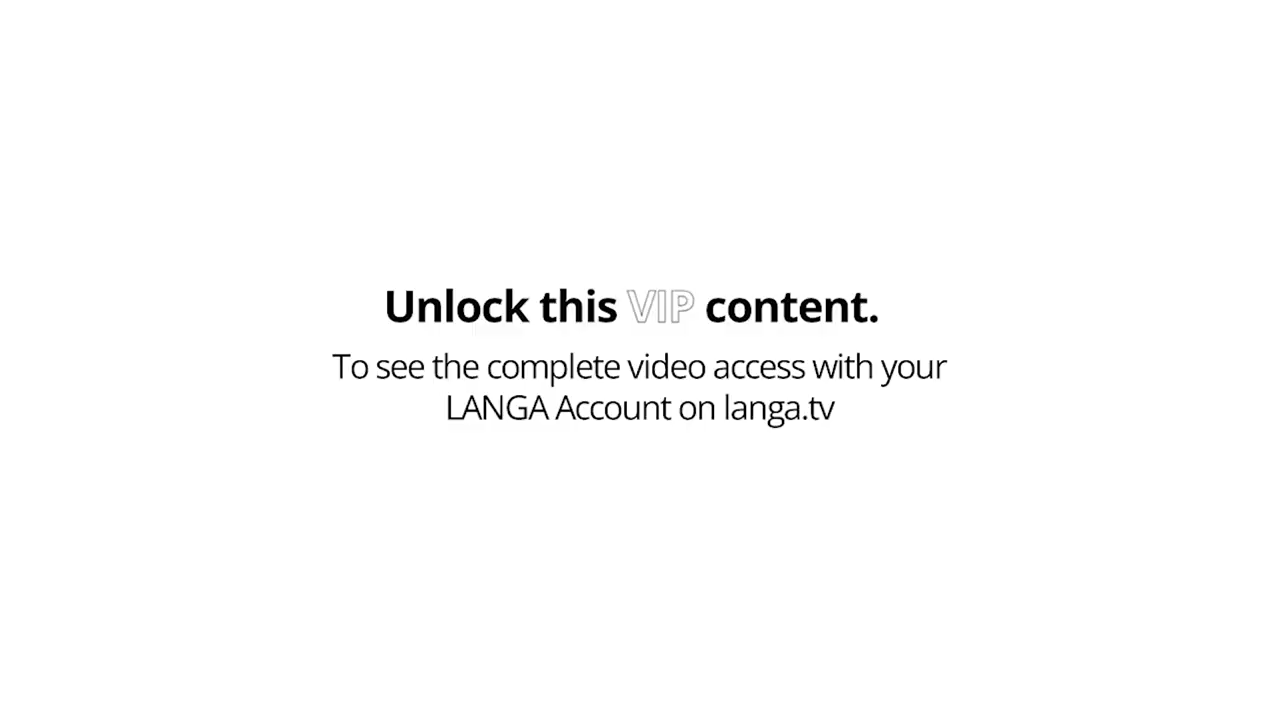 Unlock this VIP content.
To see the complete video access with your
LANGA Account on langa.tv